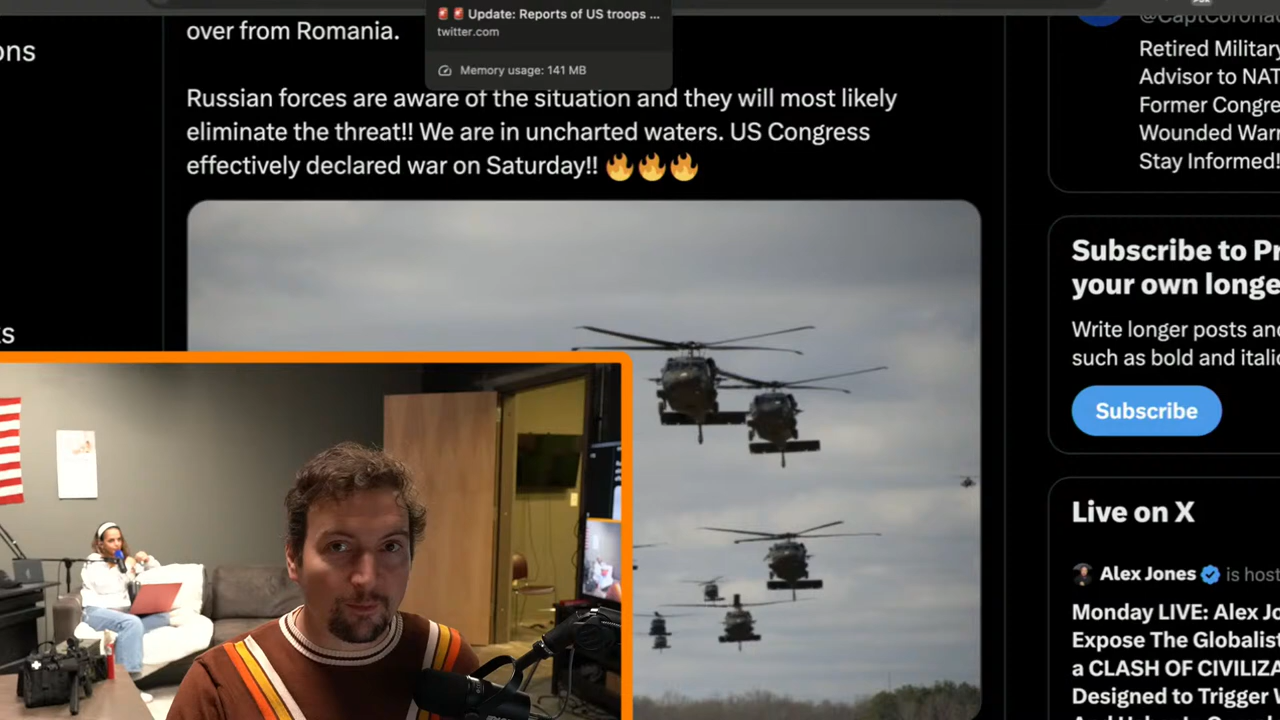 🚨🚨 Update: Reports of US troops ...
twitter.com
Memory usage: 141 MB
ons
over from Romania.
Russian forces are aware of the situation and they will most likely
eliminate the threat!! We are in uncharted waters. US Congress
effectively declared war on Saturday!! 🔥🔥🔥
Retired Military
Advisor to NAT
Former Congre
Wounded Warr
Stay Informed!
Subscribe to Pr
your own longe
Write longer posts and
such as bold and italic
Subscribe
Live on X
Alex Jones is host
Monday LIVE: Alex Jo
Expose The Globalist
a CLASH OF CIVILIZA
Designed to Trigger W